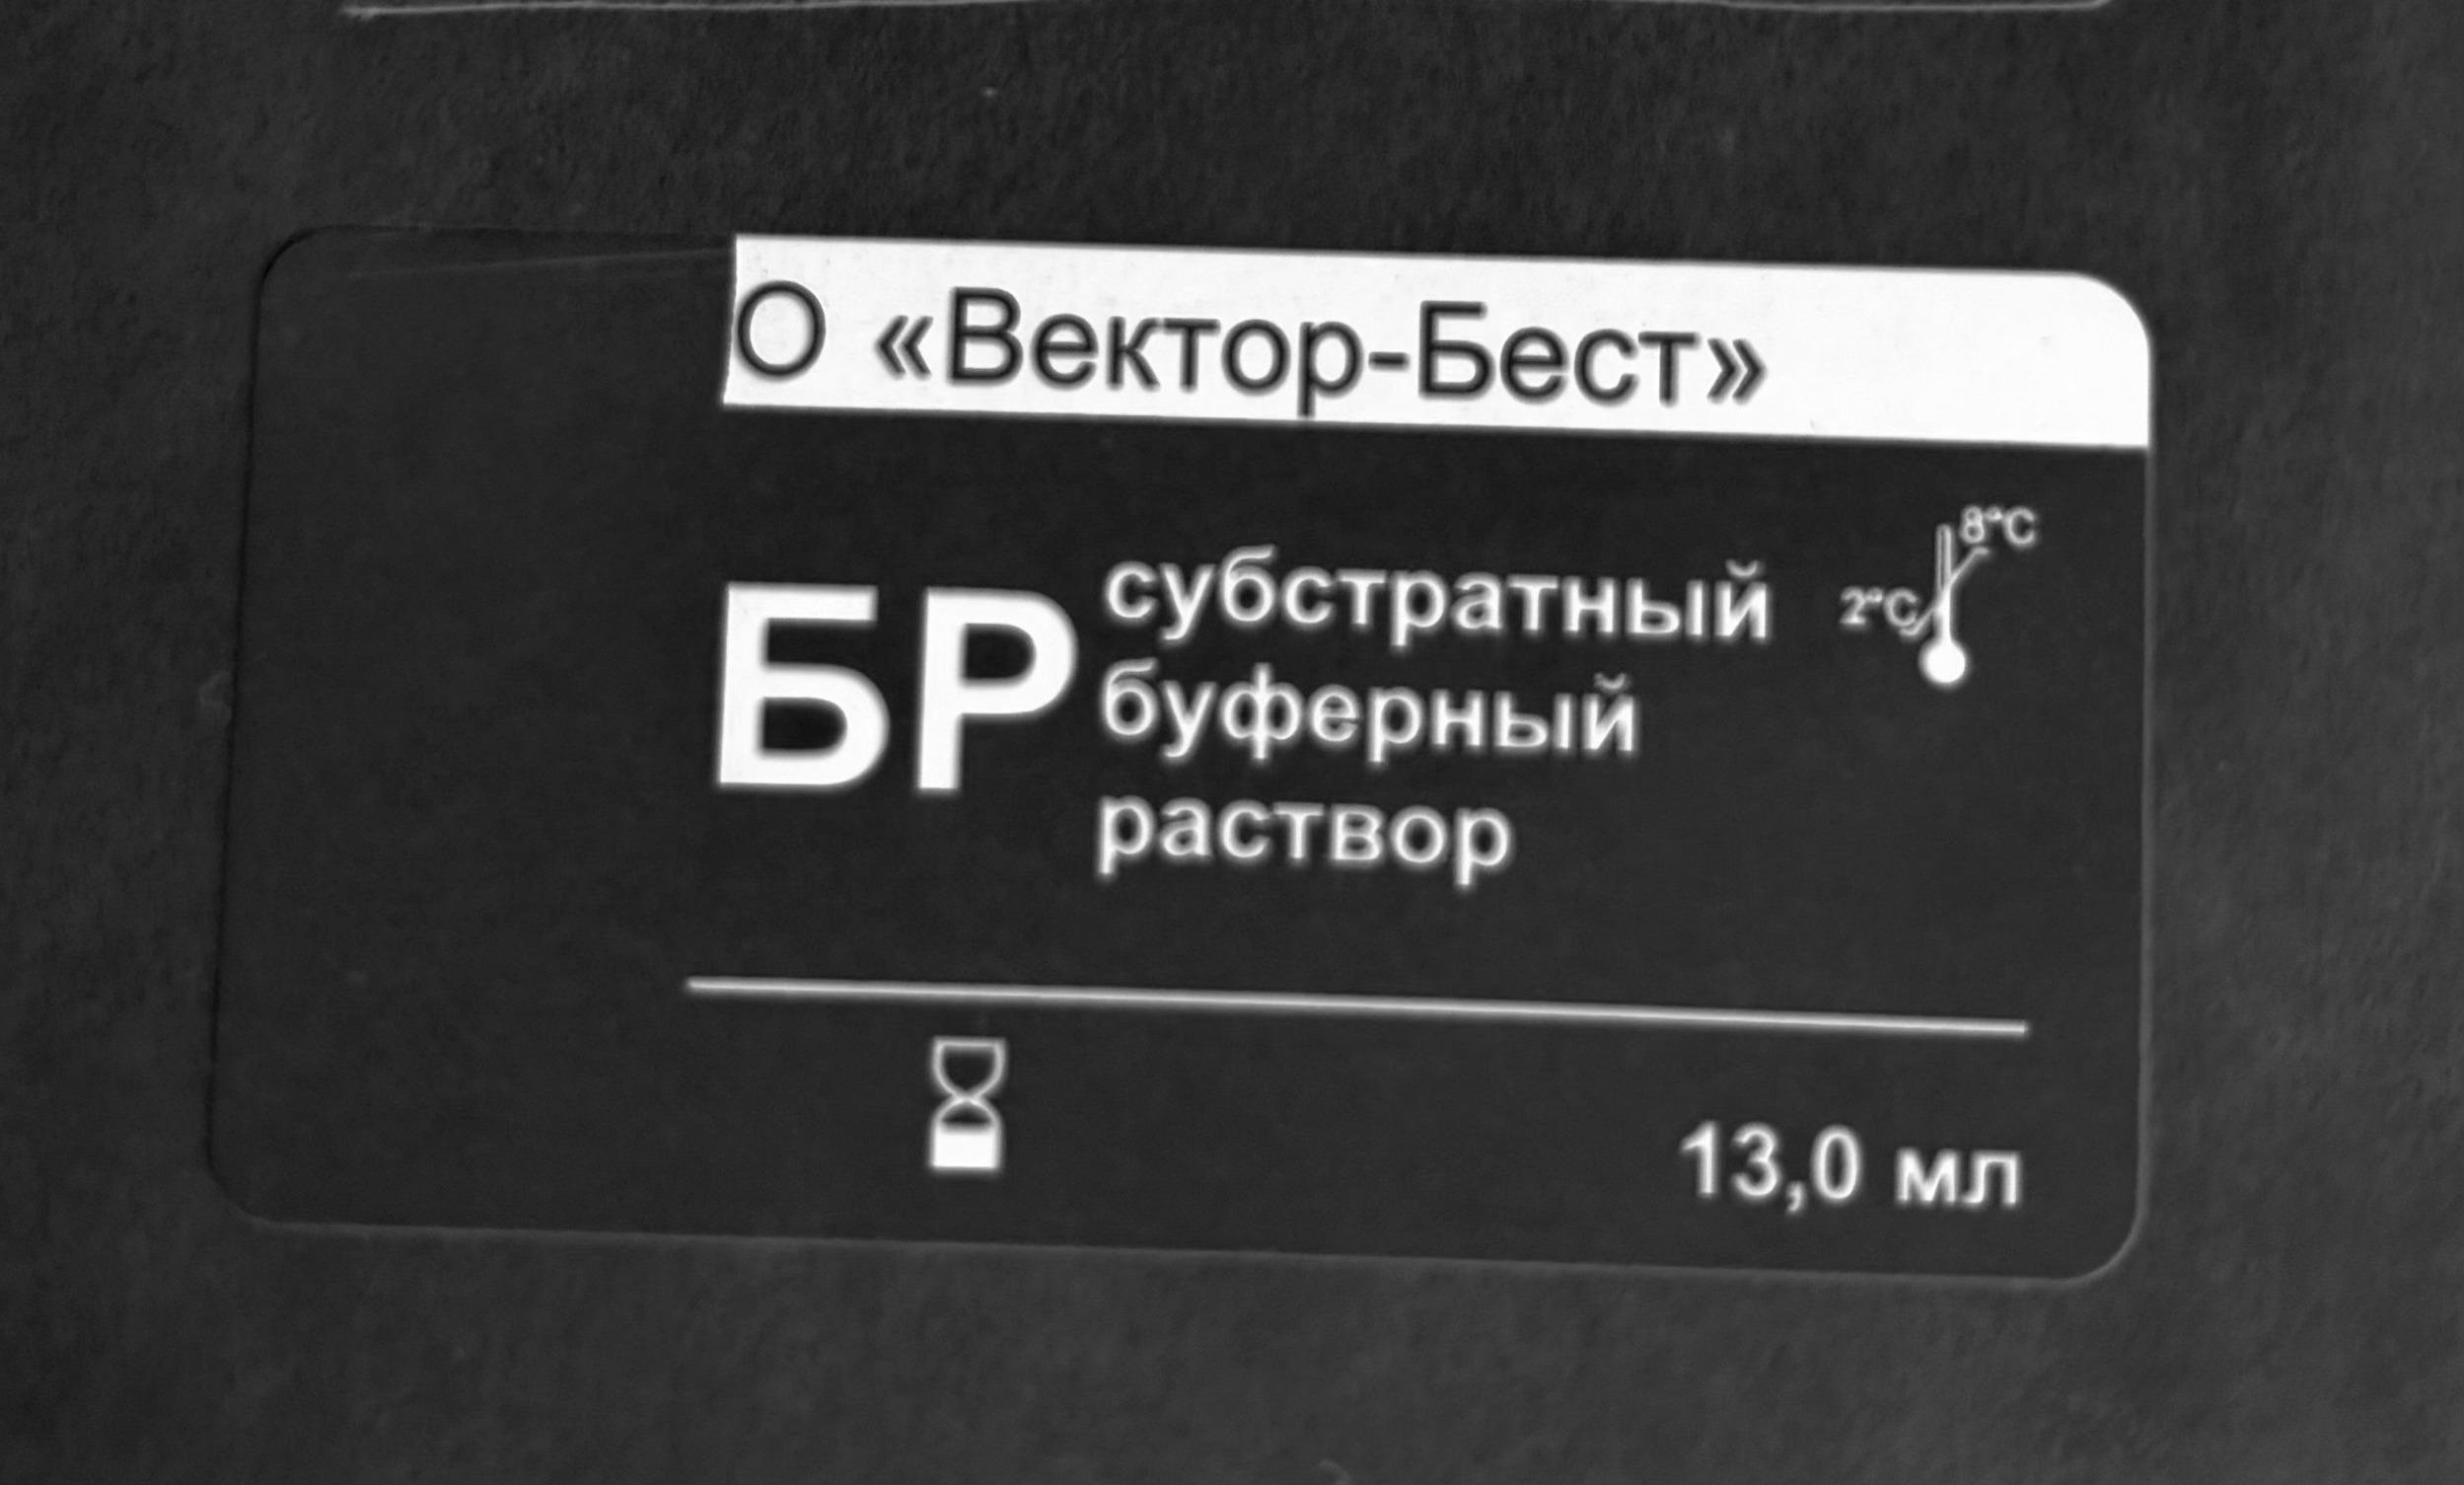 О «Вектор-Бест»
БР
субстратный
буферный
раствор
8°C
2°C
13,0 мл